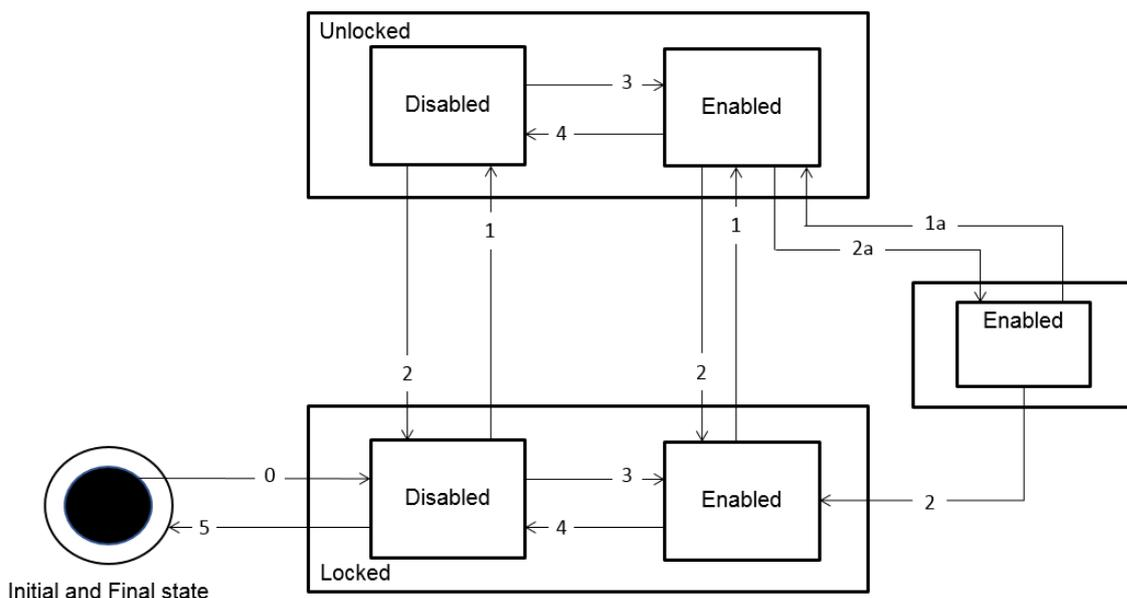 Unlocked
Disabled
3
Enabled
4
1
1
1a
2a
Enabled
2
2
0
Disabled
3
Enabled
2
5
4
Locked
Initial and Final state